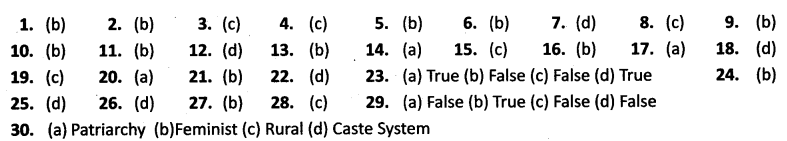 1. (b) 2. (b) 3. (c) 4. (c) 5. (b) 6. (b) 7. (d) 8. (c) 9. (b)
10. (b) 11. (b) 12. (d) 13. (b) 14. (a) 15. (c) 16. (b) 17. (a) 18. (d)
19. (c) 20. (a) 21. (b) 22. (d) 23. (a) True (b) False (c) False (d) True 24. (b)
25. (d) 26. (d) 27. (b) 28. (c) 29. (a) False (b) True (c) False (d) False
30. (a) Patriarchy (b)Feminist (c) Rural (d) Caste System